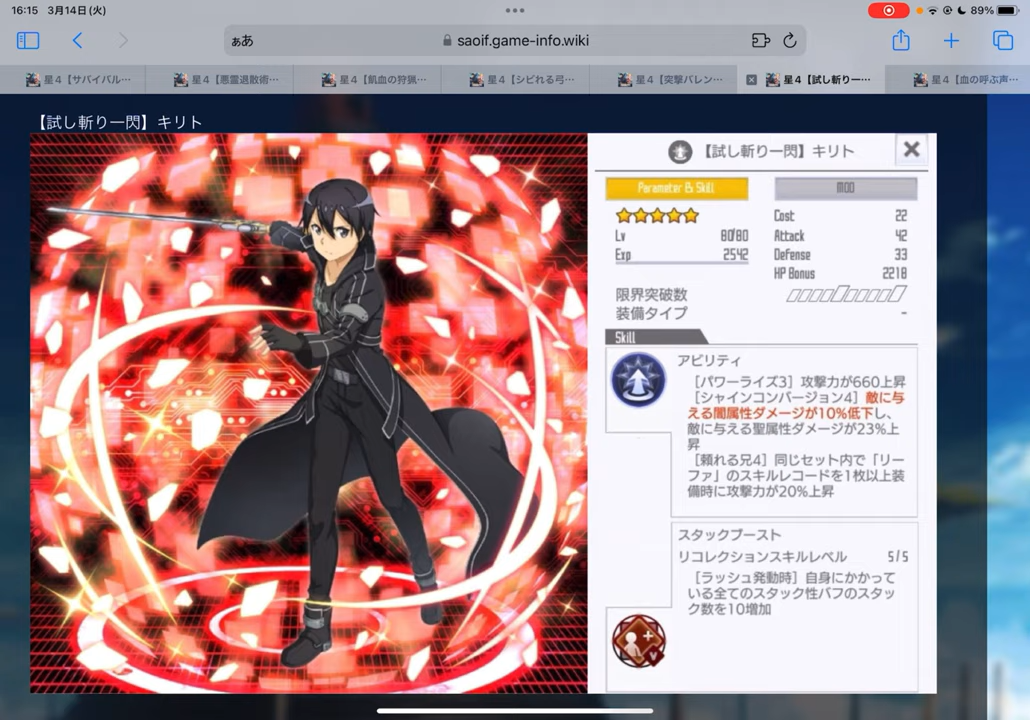 16:15 3月14日(火)
89%
ぁあ
saoif.game-info.wiki
星4【サバイバル…
星4【悪霊退散術…
星4【飢血の狩猟…
星4【シビれる弓…
星4【突撃バレン…
星4【試し斬り一…
星4【血の呼ぶ声…
【試し斬り一閃】キリト
【試し斬り一閃】キリト
Parameter & Skill
MOD
Cost 22
Lv 80/80
Attack 42
Exp 2542
Defense 33
HP Bonus 2218
限界突破数
装備タイプ -
Skill
アビリティ
［パワーライズ3］攻撃力が660上昇
［シャインコンバージョン4］敵に与
える闇属性ダメージが10%低下し、
敵に与える聖属性ダメージが23%上
昇
［頼れる兄4］同じセット内で「リー
ファ」のスキルレコードを1枚以上装
備時に攻撃力が20%上昇
スタックブースト
リコレクションスキルレベル 5/5
［ラッシュ発動時］自身にかかって
いる全てのスタック性バフのスタッ
ク数を10増加